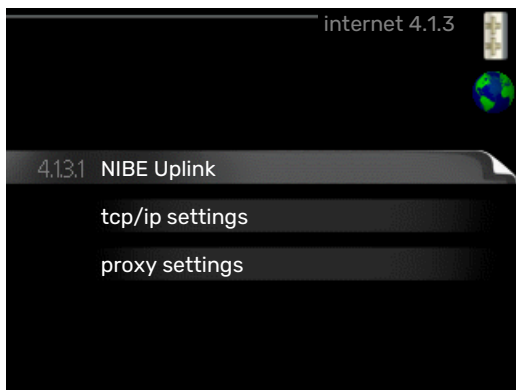 internet 4.1.3
4.1.3.1 NIBE Uplink
tcp/ip settings
proxy settings